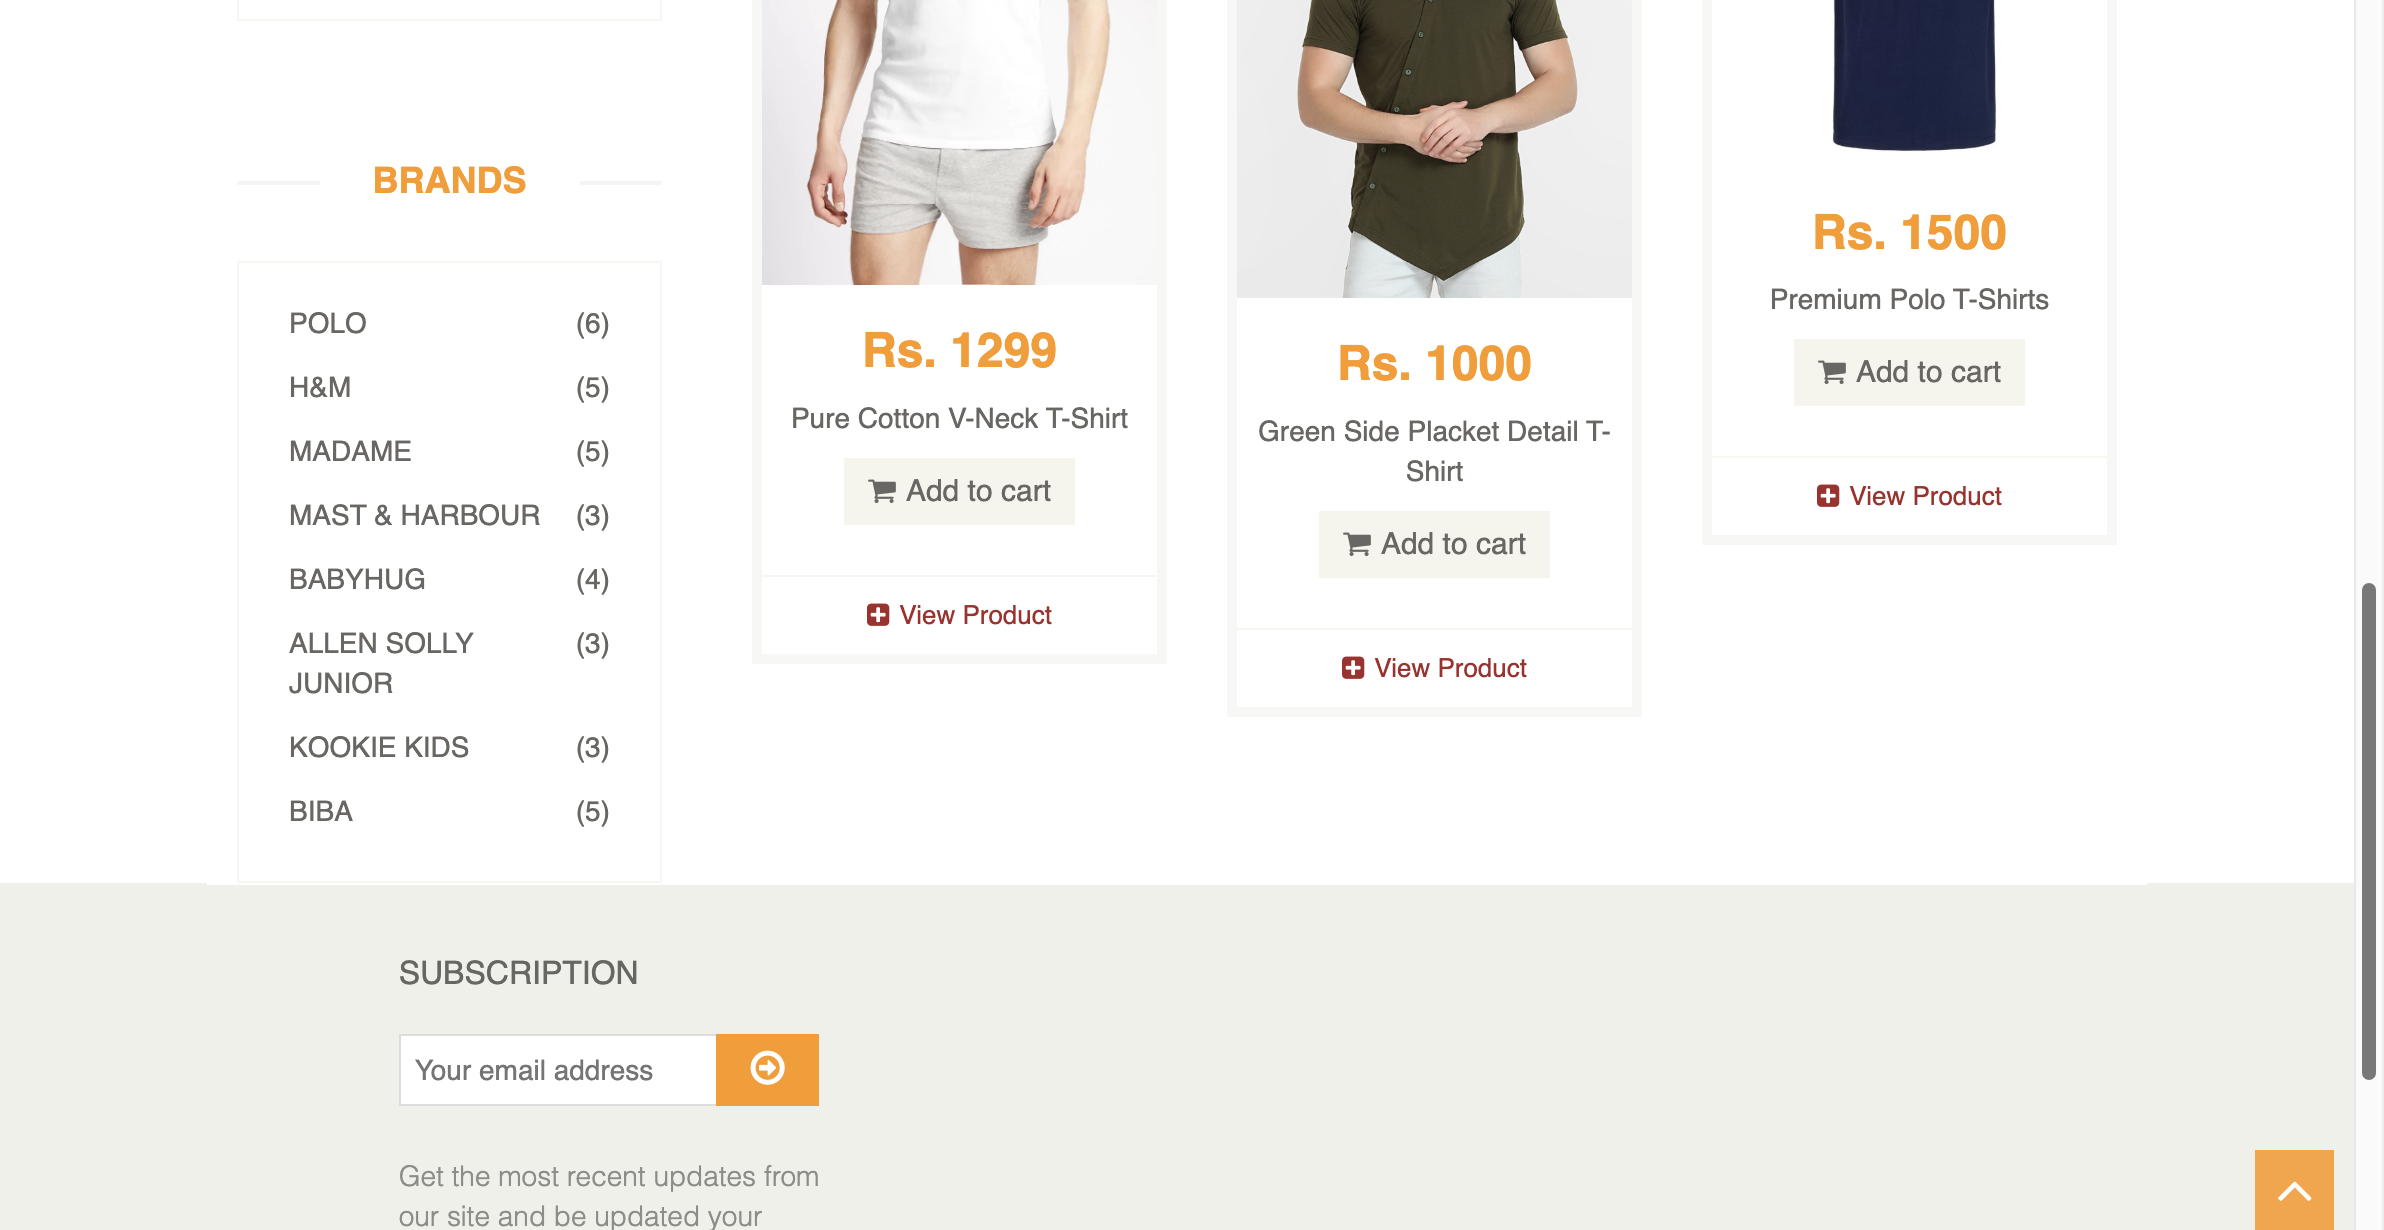 BRANDS
POLO (6)
H&M (5)
MADAME (5)
MAST & HARBOUR (3)
BABYHUG (4)
ALLEN SOLLY (3)
JUNIOR
KOOKIE KIDS (3)
BIBA (5)
Rs. 1299
Pure Cotton V-Neck T-Shirt
Add to cart
View Product
Rs. 1000
Green Side Placket Detail T-
Shirt
Add to cart
View Product
Rs. 1500
Premium Polo T-Shirts
Add to cart
View Product
SUBSCRIPTION
Your email address
Get the most recent updates from
our site and be updated your